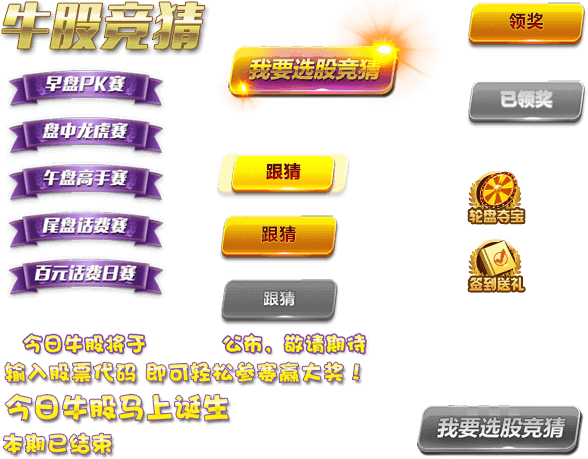 牛股竞猜
早盘PK赛
盘中龙虎赛
午盘高手赛
尾盘话费赛
百元话费日赛
我要选股竞猜
跟猜
跟猜
跟猜
领奖
已领奖
轮盘夺宝
签到送礼
今日牛股将于 公布，敬请期待
输入股票代码 即可轻松参赛赢大奖！
今日牛股马上诞生
本期已结束
我要选股竞猜